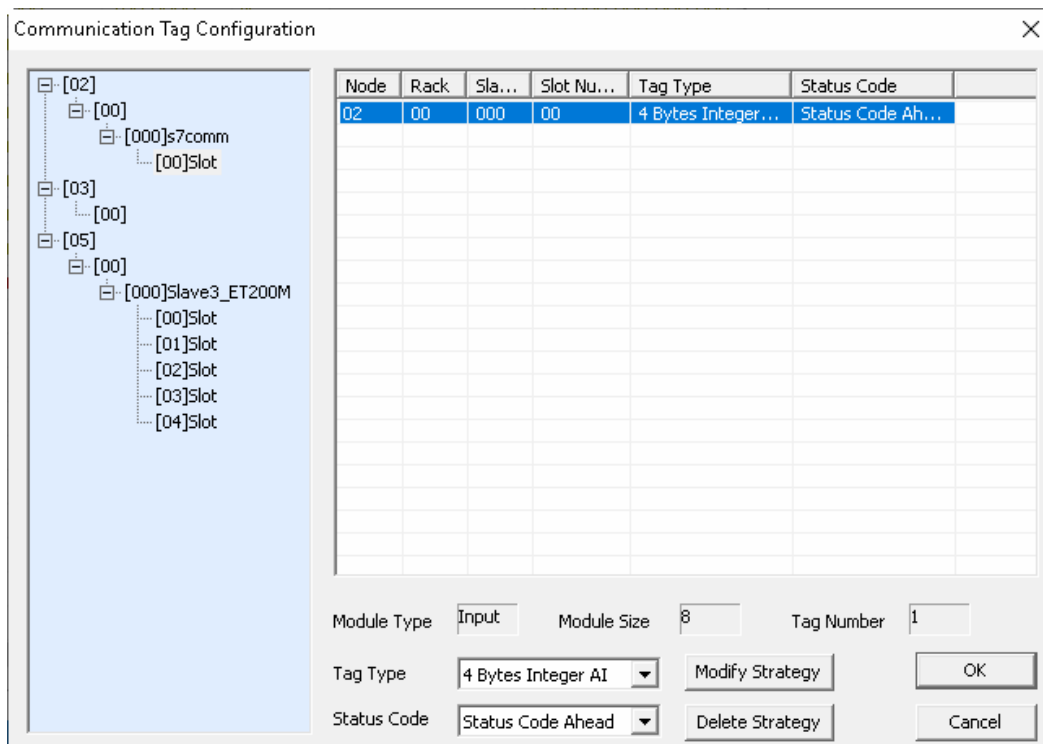 Communication Tag Configuration
[02]
[00]
[000]s7comm
[00]Slot
[03]
[00]
[05]
[00]
[000]Slave3_ET200M
[00]Slot
[01]Slot
[02]Slot
[03]Slot
[04]Slot
Node Rack Sla... Slot Nu... Tag Type Status Code
02 00 000 00 4 Bytes Integer... Status Code Ah...
Module Type Input Module Size 8 Tag Number 1
Tag Type 4 Bytes Integer AI Modify Strategy OK
Status Code Status Code Ahead Delete Strategy Cancel